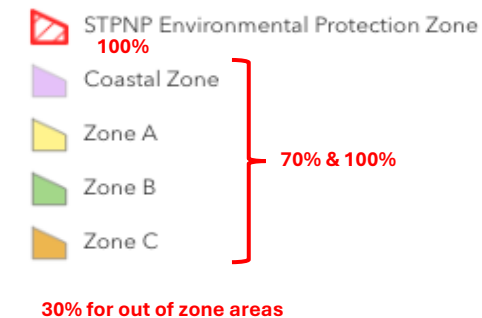 STPNP Environmental Protection Zone
100%
Coastal Zone
Zone A
70% & 100%
Zone B
Zone C
30% for out of zone areas